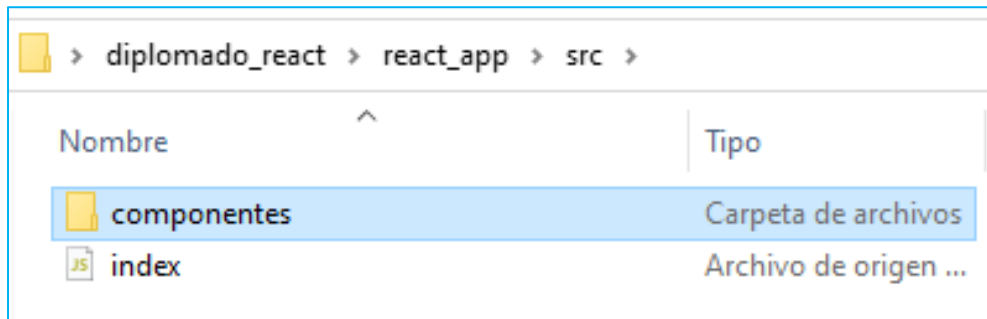 diplomado_react > react_app > src >
Nombre Tipo
componentes Carpeta de archivos
JS index Archivo de origen ...